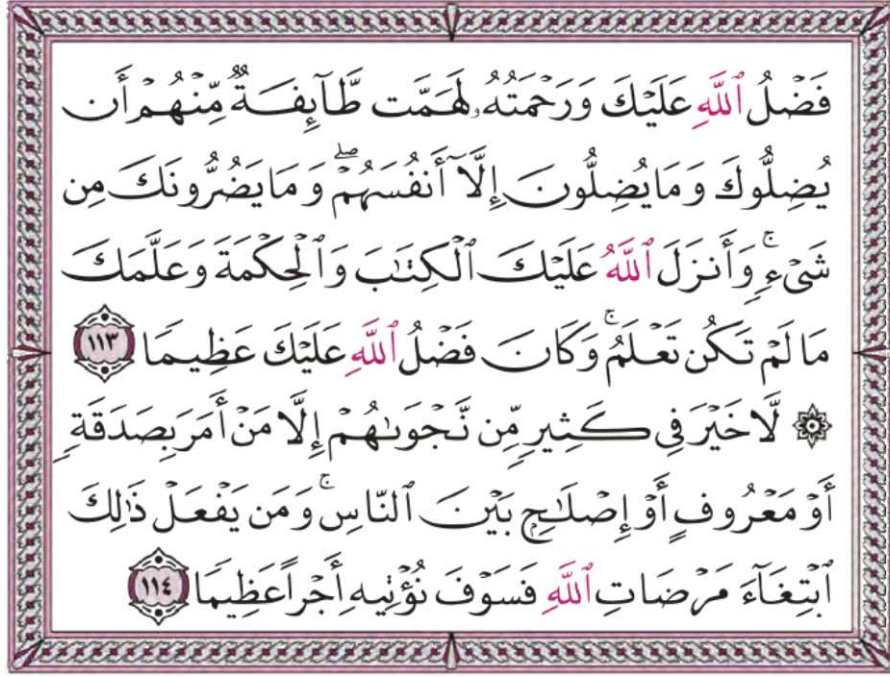 فَضْلُ ٱللَّهِ عَلَيْكَ وَرَحْمَتُهُۥ لَهَمَّت طَّآئِفَةٌ مِّنْهُمْ أَن
يُضِلُّوكَ وَمَا يُضِلُّونَ إِلَّآ أَنفُسَهُمْ ۖ وَمَا يَضُرُّونَكَ مِن
شَىْءٍ ۚ وَأَنزَلَ ٱللَّهُ عَلَيْكَ ٱلْكِتَٰبَ وَٱلْحِكْمَةَ وَعَلَّمَكَ
مَا لَمْ تَكُن تَعْلَمُ ۚ وَكَانَ فَضْلُ ٱللَّهِ عَلَيْكَ عَظِيمًا ١١٣
۞ لَّا خَيْرَ فِى كَثِيرٍ مِّن نَّجْوَىٰهُمْ إِلَّا مَنْ أَمَرَ بِصَدَقَةٍ
أَوْ مَعْرُوفٍ أَوْ إِصْلَٰحٍۭ بَيْنَ ٱلنَّاسِ ۚ وَمَن يَفْعَلْ ذَٰلِكَ
ٱبْتِغَآءَ مَرْضَاتِ ٱللَّهِ فَسَوْفَ نُؤْتِيهِ أَجْرًا عَظِيمًا ١١٤